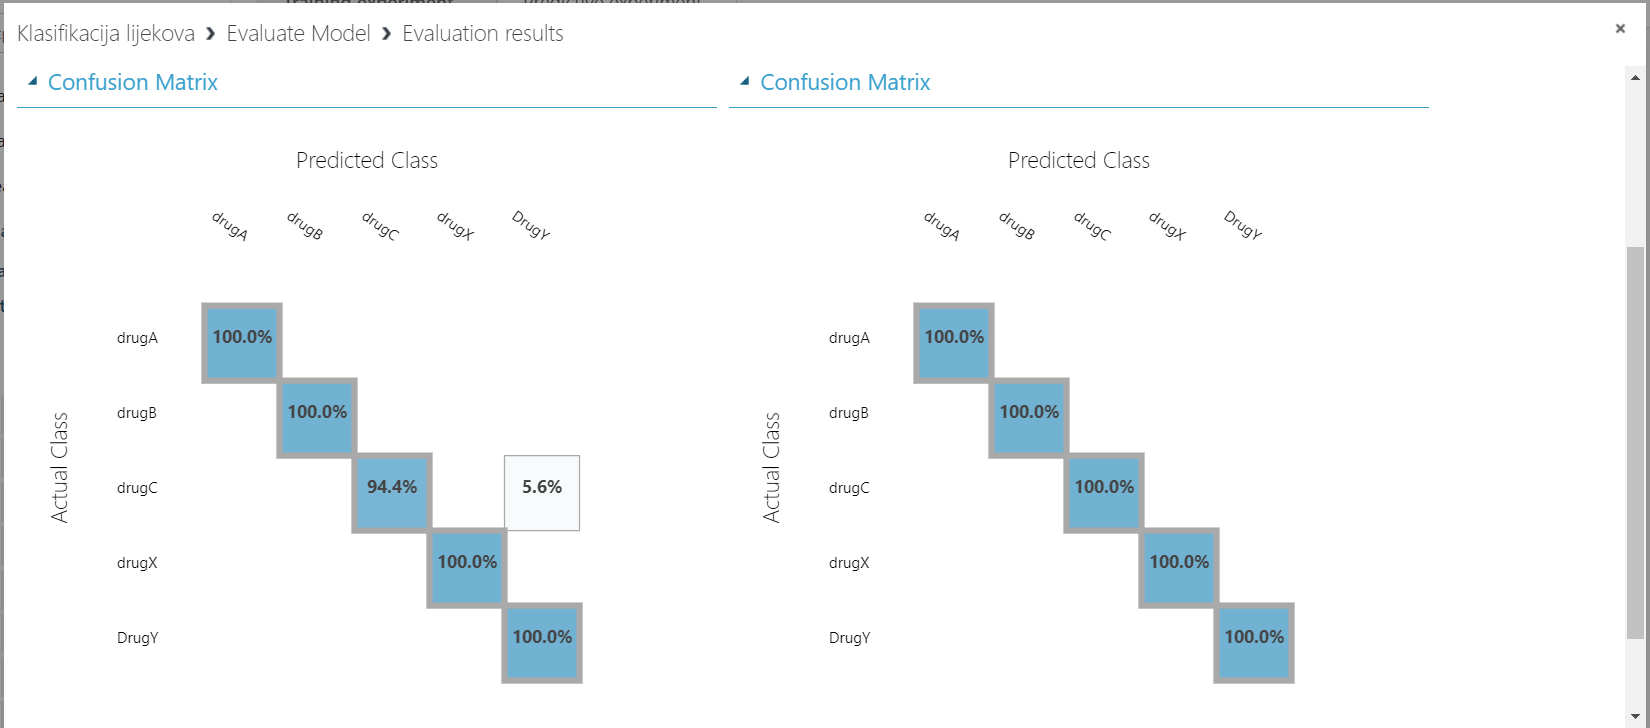 Klasifikacija lijekova › Evaluate Model › Evaluation results
Confusion Matrix
Predicted Class
drugA drugB drugC drugX DrugY
Actual Class
drugA 100.0%
drugB 100.0%
drugC 94.4% 5.6%
drugX 100.0%
DrugY 100.0%
Confusion Matrix
Predicted Class
drugA drugB drugC drugX DrugY
Actual Class
drugA 100.0%
drugB 100.0%
drugC 100.0%
drugX 100.0%
DrugY 100.0%